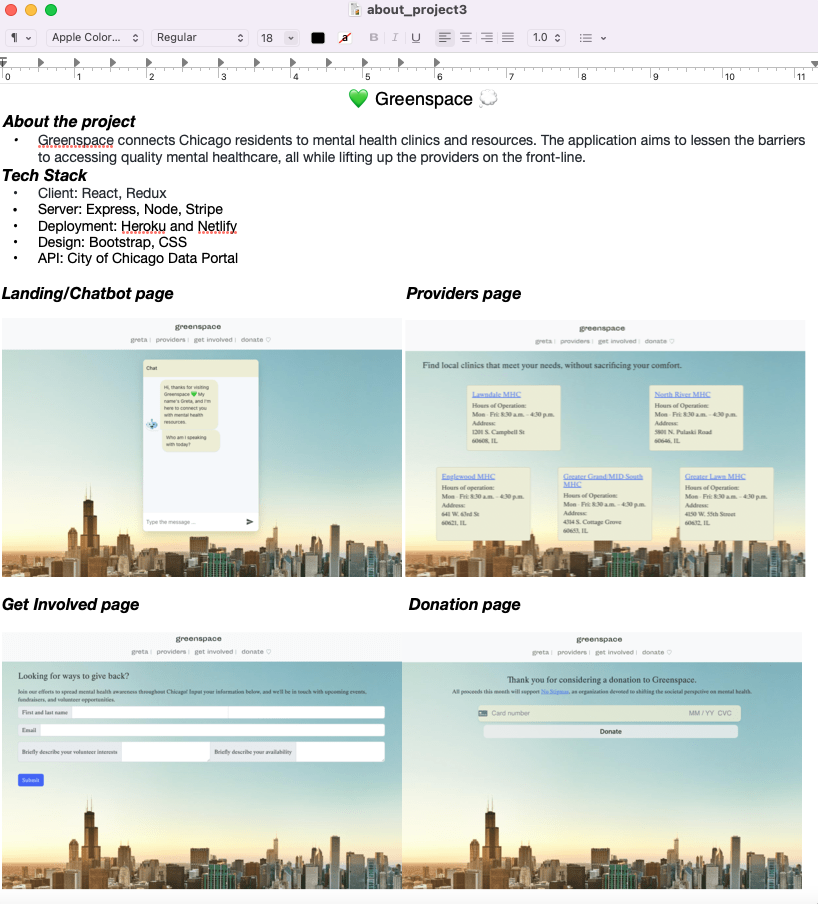 about_project3
¶ Apple Color... Regular 18 a B I U 1.0
0 1 2 3 4 5 6 7 8 9 10 11
💚 Greenspace 💭
About the project
• Greenspace connects Chicago residents to mental health clinics and resources. The application aims to lessen the barriers
to accessing quality mental healthcare, all while lifting up the providers on the front-line.
Tech Stack
• Client: React, Redux
• Server: Express, Node, Stripe
• Deployment: Heroku and Netlify
• Design: Bootstrap, CSS
• API: City of Chicago Data Portal
Landing/Chatbot page
greenspace
greta | providers | get involved | donate ♡
Chat
Hi, thanks for visiting
Greenspace 💚 My
name's Greta, and I'm
here to connect you
with mental health
resources.
Who am I speaking
with today?
Type the message ...
Providers page
greenspace
greta | providers | get involved | donate ♡
Find local clinics that meet your needs, without sacrificing your comfort.
Lawndale MHC
Hours of Operation:
Mon - Fri: 8:30 a.m. - 4:30 p.m.
Address:
1201 S. Campbell St
60608, IL
North River MHC
Hours of Operation:
Mon - Fri: 8:30 a.m. - 4:30 p.m.
Address:
5801 N. Pulaski Road
60646, IL
Englewood MHC
Hours of operation:
Mon - Fri: 8:30 a.m. - 4:30 p.m.
Address:
641 W. 63rd St
60621, IL
Greater Grand/MID-South
MHC
Hours of Operation:
Mon - Fri: 8:30 a.m. - 4:30 p.m.
Address:
4314 S. Cottage Grove
60653, IL
Greater Lawn MHC
Hours of Operation:
Mon - Fri: 8:30 a.m. - 4:30 p.m.
Address:
4150 W. 55th Street
60632, IL
Get Involved page
greenspace
greta | providers | get involved | donate ♡
Looking for ways to give back?
Join our efforts to spread mental health awareness throughout Chicago! Input your information below, and we'll be in touch with upcoming events,
fundraisers, and volunteer opportunities.
First and last name
Email
Briefly describe your volunteer interests
Briefly describe your availability
Submit
Donation page
greenspace
greta | providers | get involved | donate ♡
Thank you for considering a donation to Greenspace.
All proceeds this month will support No Stigmas, an organization devoted to shifting the societal perspective on mental health.
Card number MM / YY CVC
Donate